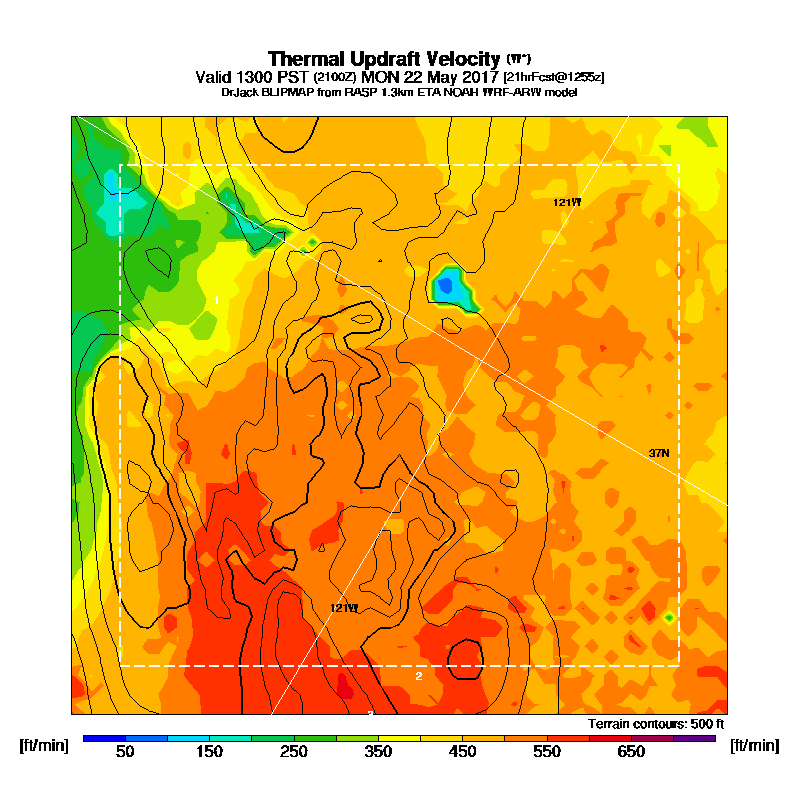 Thermal Updraft Velocity (W*)
Valid 1300 PST (2100Z) MON 22 May 2017 [21hrFcst@1255z]
DrJack BLIPMAP from RASP 1.3km ETA NOAH WRF-ARW model
121W
1
37N
121W
2
Terrain contours: 500 ft
[ft/min] 50 150 250 350 450 550 650 [ft/min]